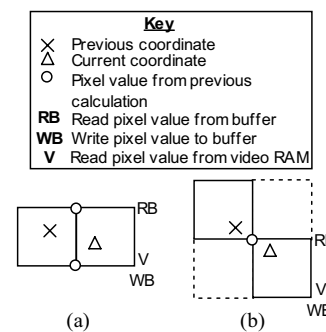 Key
Previous coordinate
Current coordinate
Pixel value from previous
calculation
RB Read pixel value from buffer
WB Write pixel value to buffer
V Read pixel value from video RAM
RB
V
WB
(a)
RB
V
WB
(b)